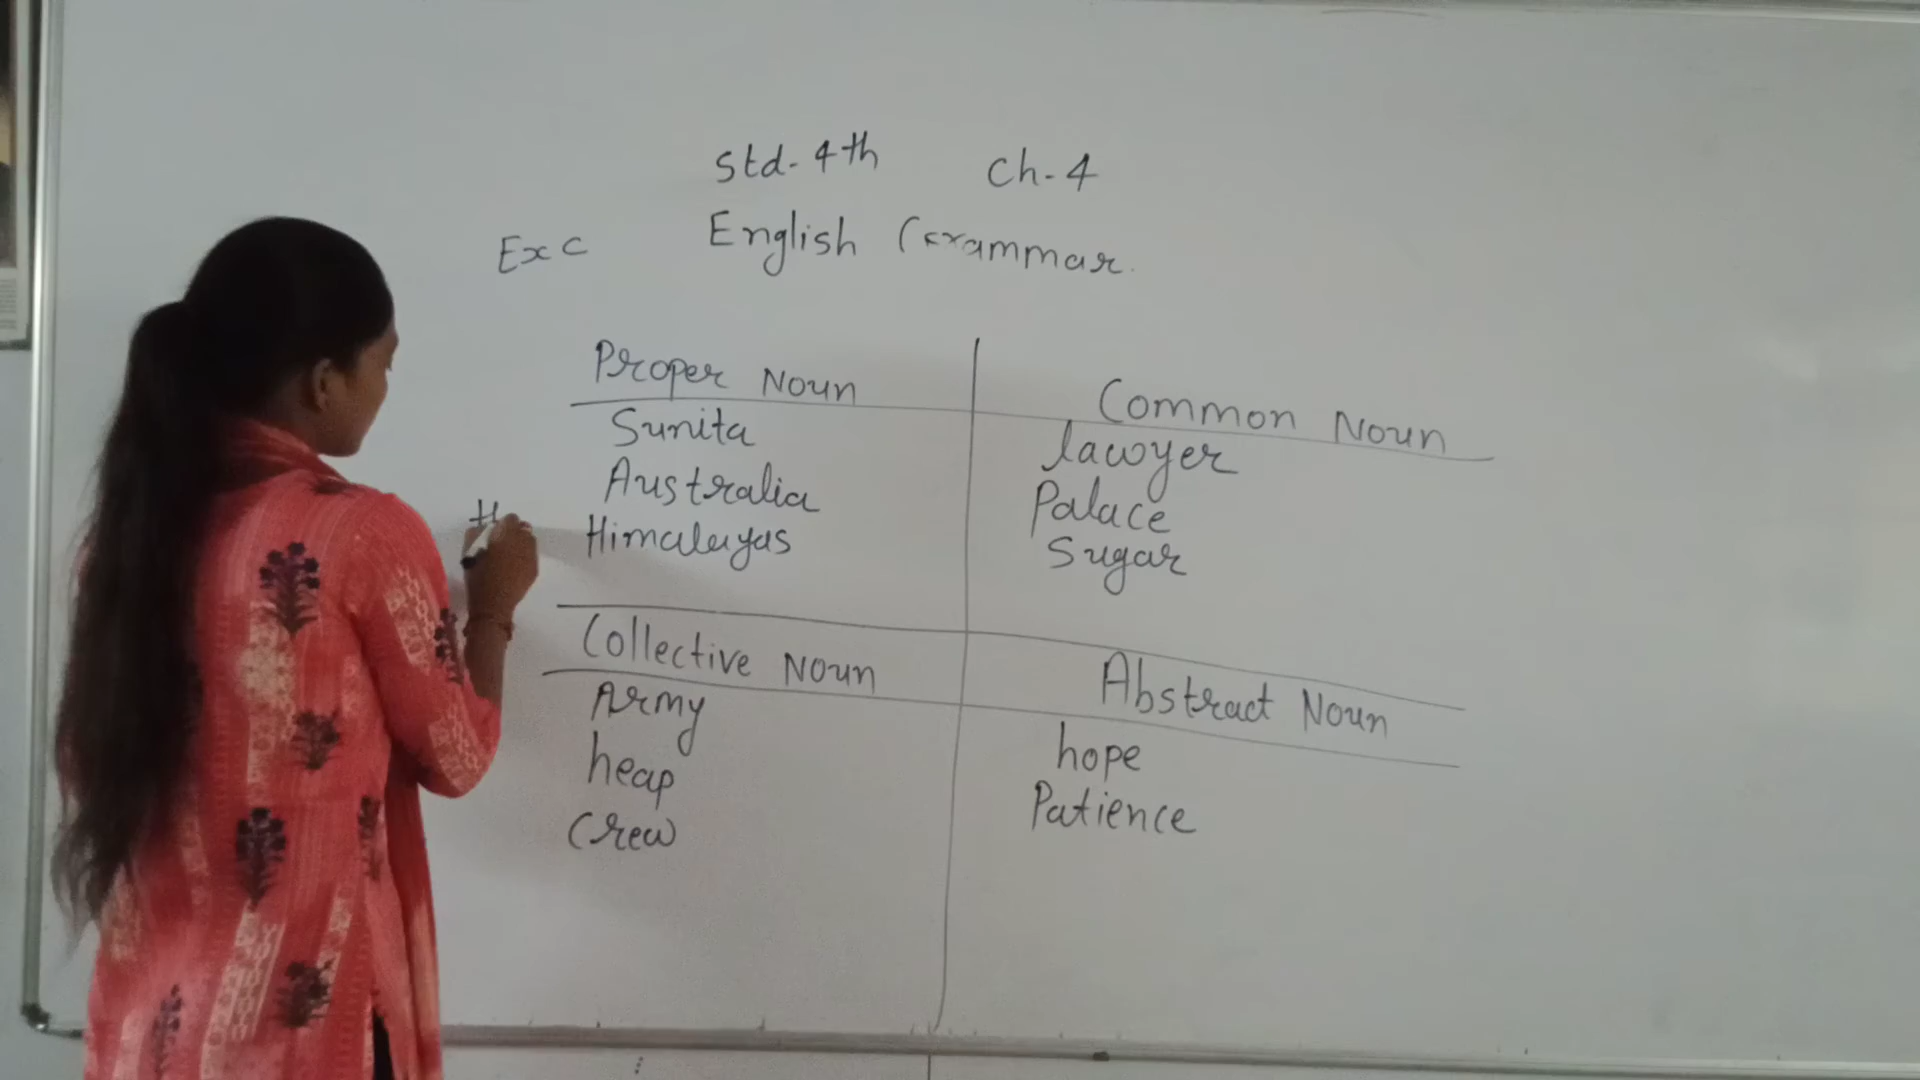 Std-4th Ch-4
Ex C English Grammar.
Proper Noun
Sunita
Australia
Himalayas
Common Noun
lawyer
Palace
Sugar
H
Collective Noun
Army
heap
Crew
Abstract Noun
hope
Patience